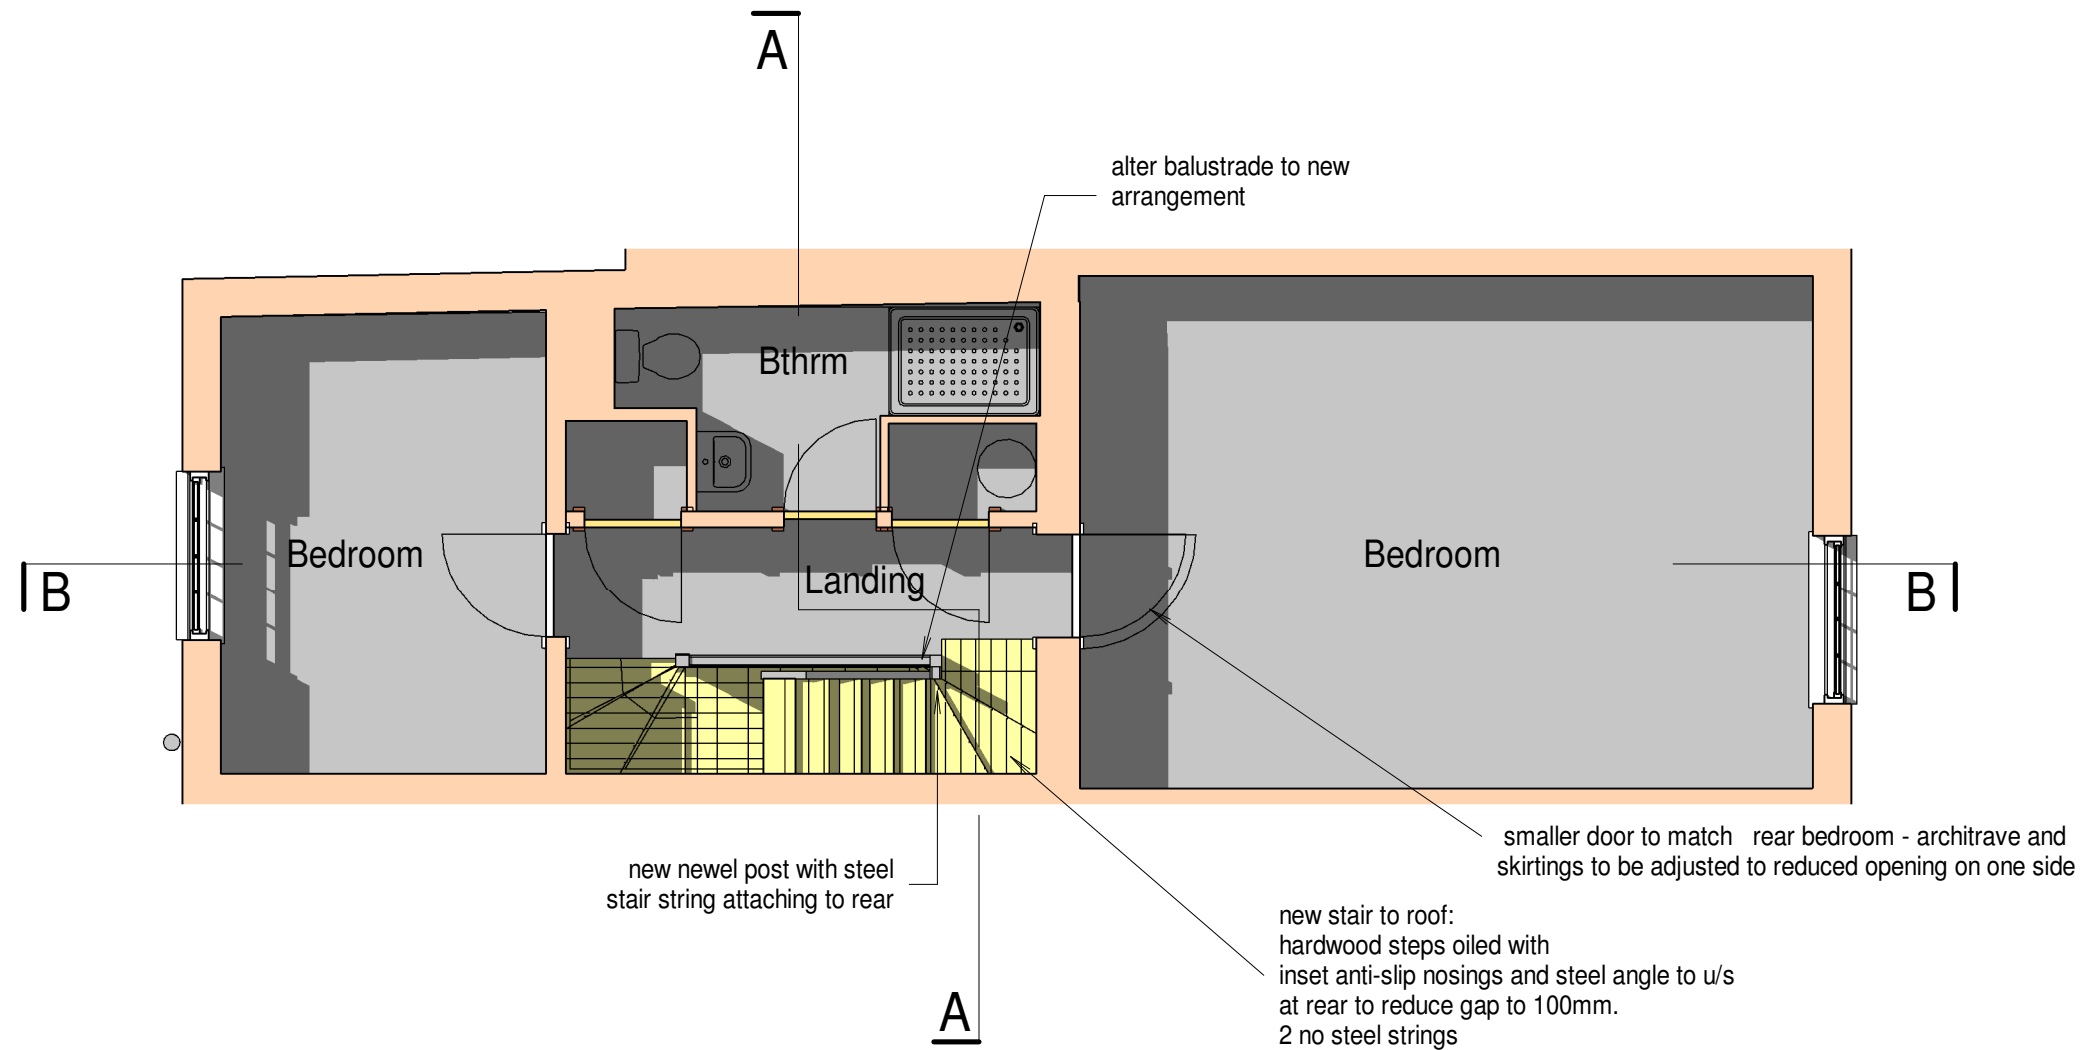 A
alter balustrade to new
arrangement
Bthrm
Bedroom
Landing
Bedroom
B
B
smaller door to match rear bedroom - architrave and
skirtings to be adjusted to reduced opening on one side
new newel post with steel
stair string attaching to rear
new stair to roof:
hardwood steps oiled with
inset anti-slip nosings and steel angle to u/s
at rear to reduce gap to 100mm.
2 no steel strings
A